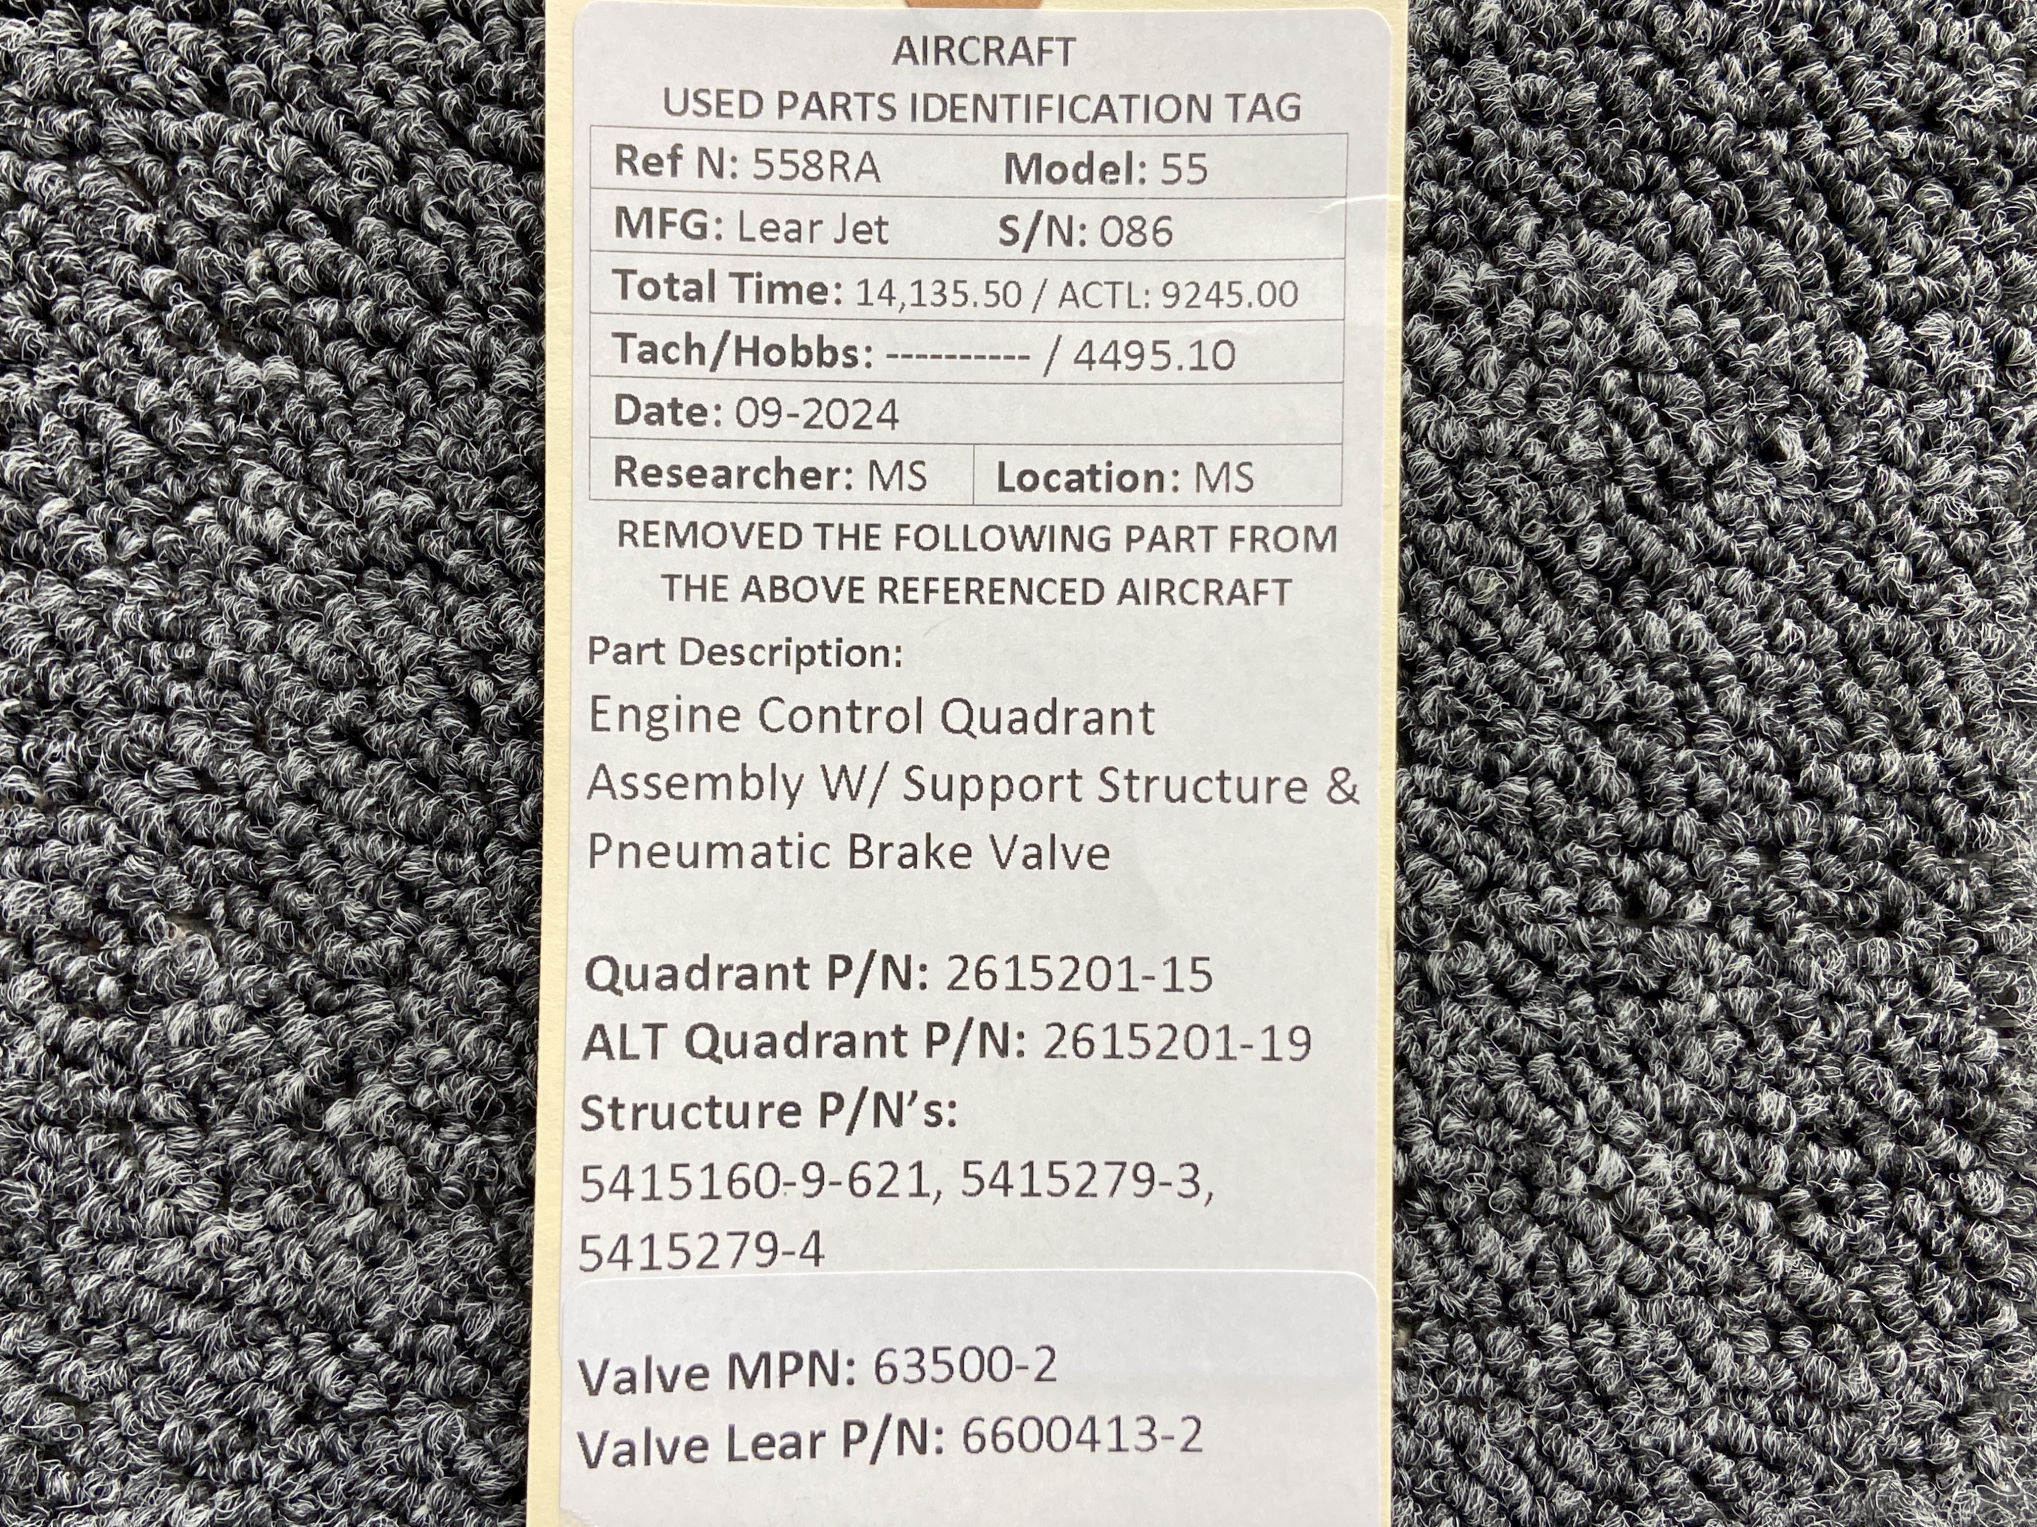 AIRCRAFT
USED PARTS IDENTIFICATION TAG
Ref N: 558RA Model: 55
MFG: Lear Jet S/N: 086
Total Time: 14,135.50 / ACTL: 9245.00
Tach/Hobbs: ---------- / 4495.10
Date: 09-2024
Researcher: MS Location: MS
REMOVED THE FOLLOWING PART FROM
THE ABOVE REFERENCED AIRCRAFT
Part Description:
Engine Control Quadrant
Assembly W/ Support Structure &
Pneumatic Brake Valve
Quadrant P/N: 2615201-15
ALT Quadrant P/N: 2615201-19
Structure P/N’s:
5415160-9-621, 5415279-3,
5415279-4
Valve MPN: 63500-2
Valve Lear P/N: 6600413-2